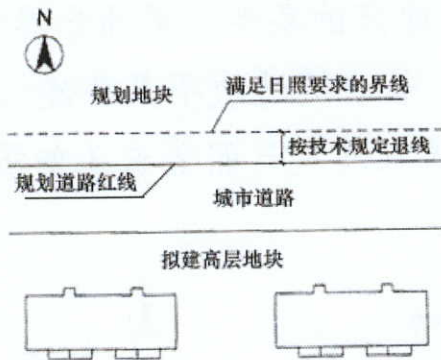 N
规划地块
满足日照要求的界线
按技术规定退线
规划道路红线
城市道路
拟建高层地块